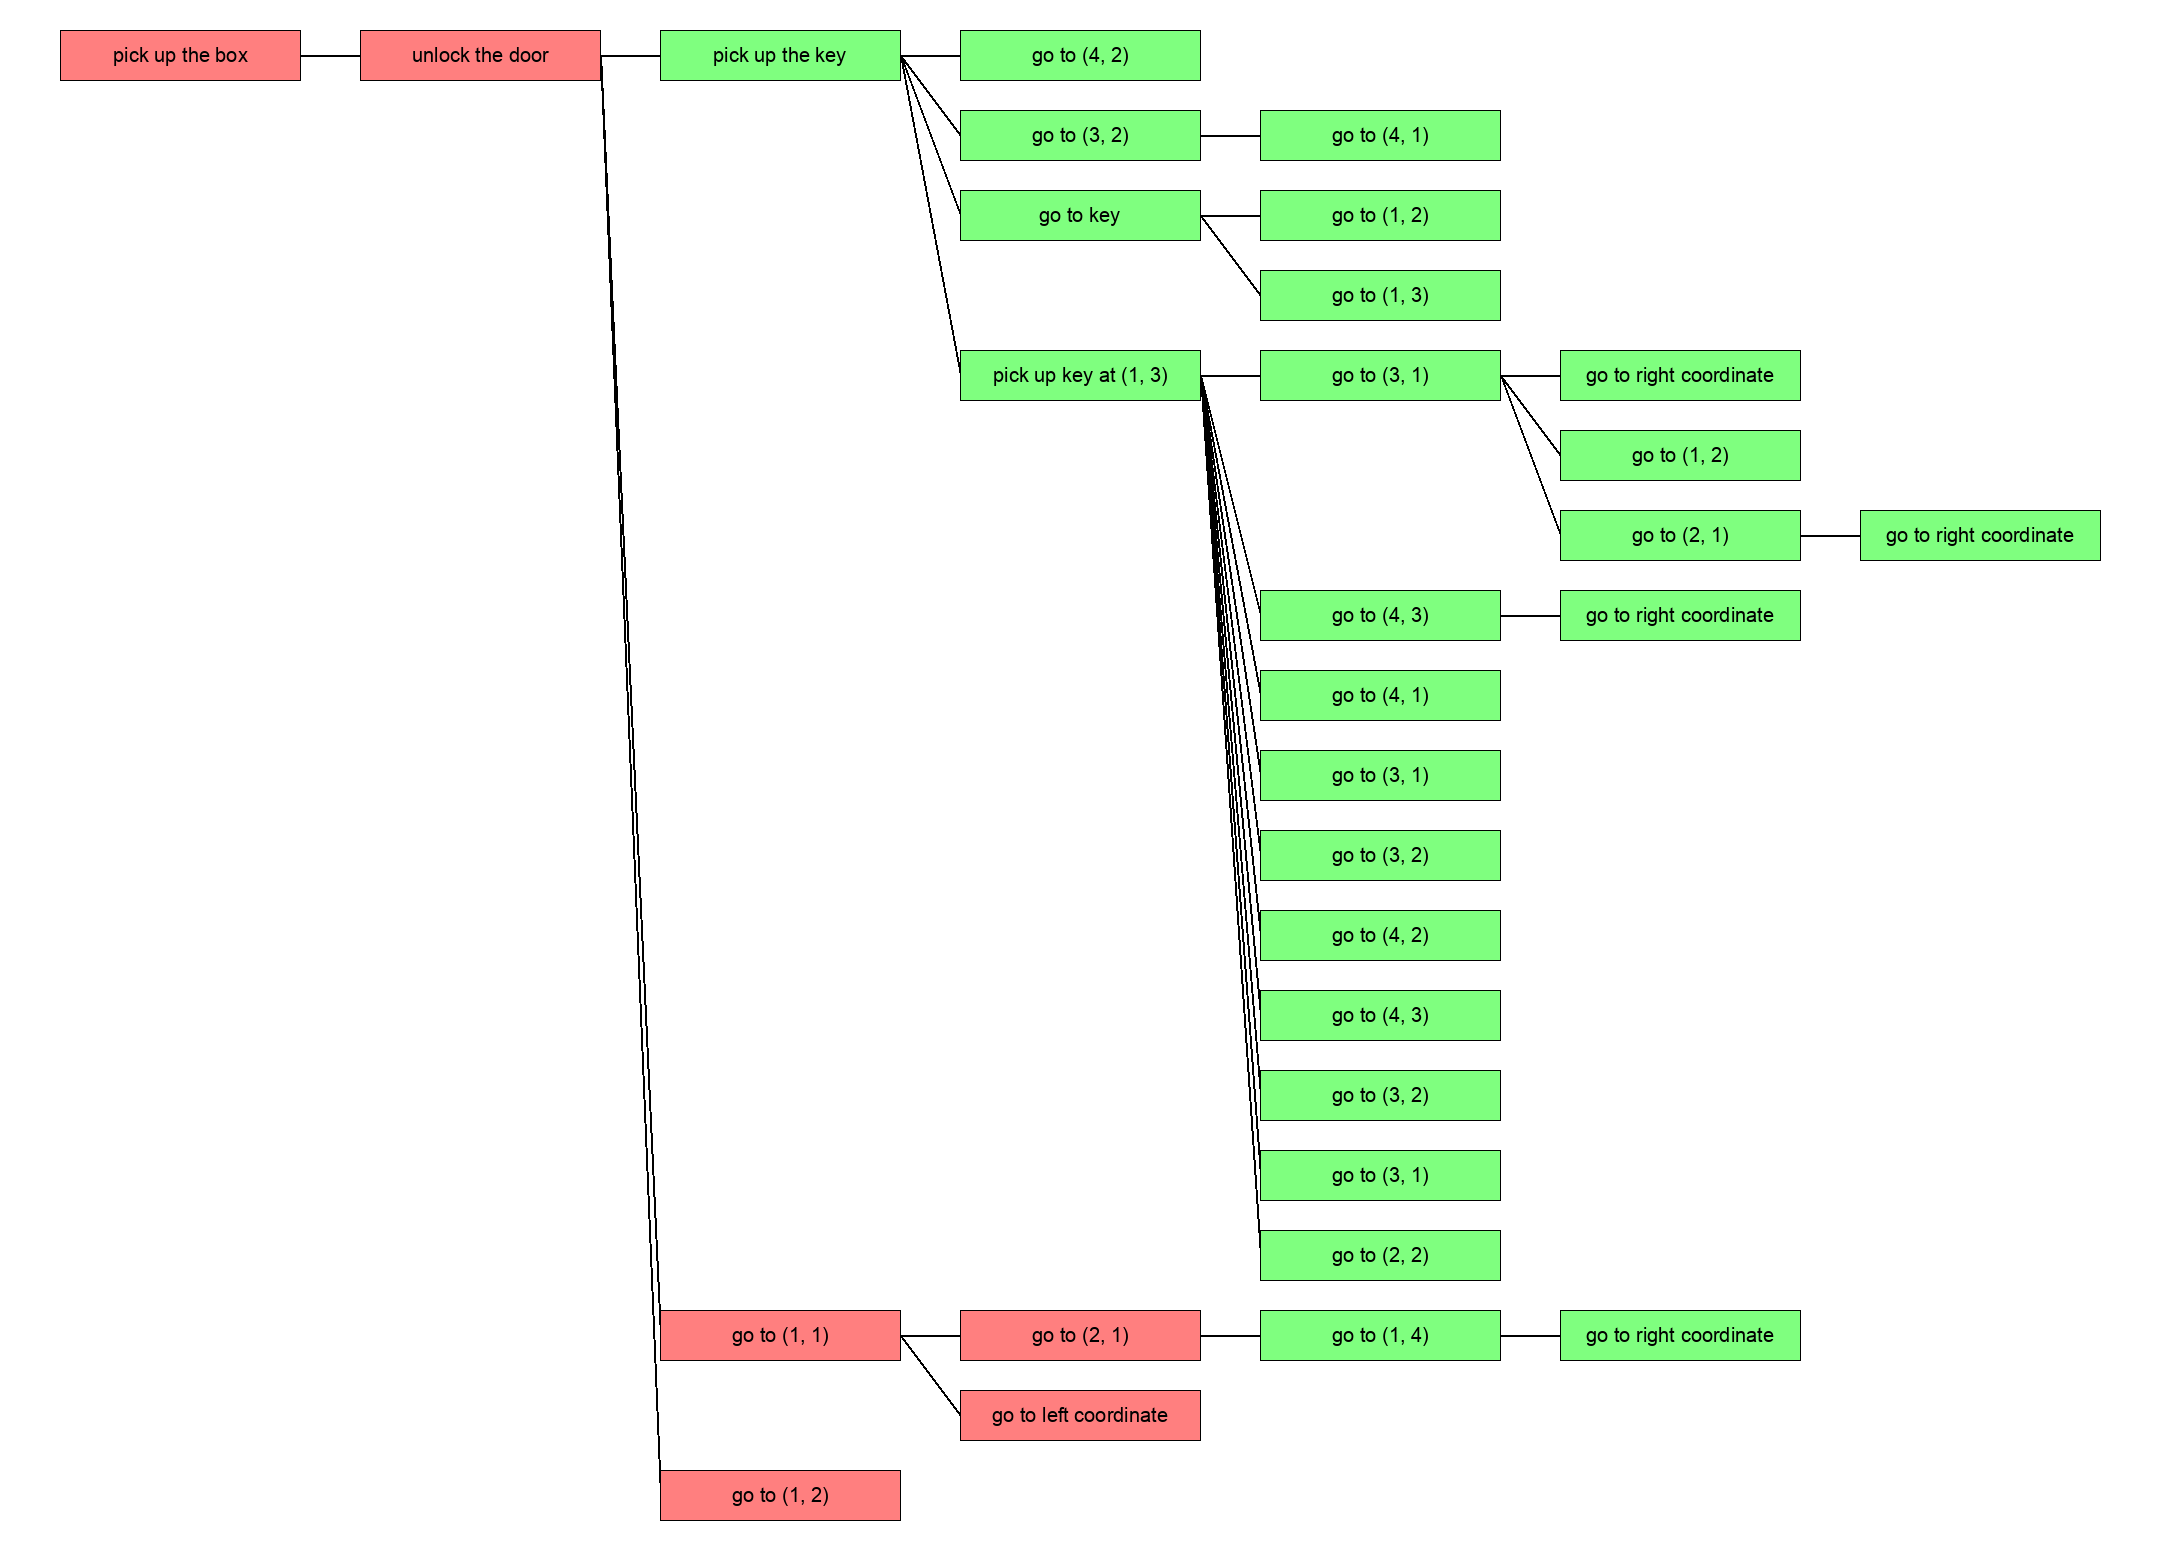 pick up the box
unlock the door
pick up the key
go to (4, 2)
go to (3, 2)
go to (4, 1)
go to key
go to (1, 2)
go to (1, 3)
pick up key at (1, 3)
go to (3, 1)
go to right coordinate
go to (1, 2)
go to (2, 1)
go to right coordinate
go to (4, 3)
go to right coordinate
go to (4, 1)
go to (3, 1)
go to (3, 2)
go to (4, 2)
go to (4, 3)
go to (3, 2)
go to (3, 1)
go to (2, 2)
go to (1, 1)
go to (2, 1)
go to (1, 4)
go to right coordinate
go to left coordinate
go to (1, 2)